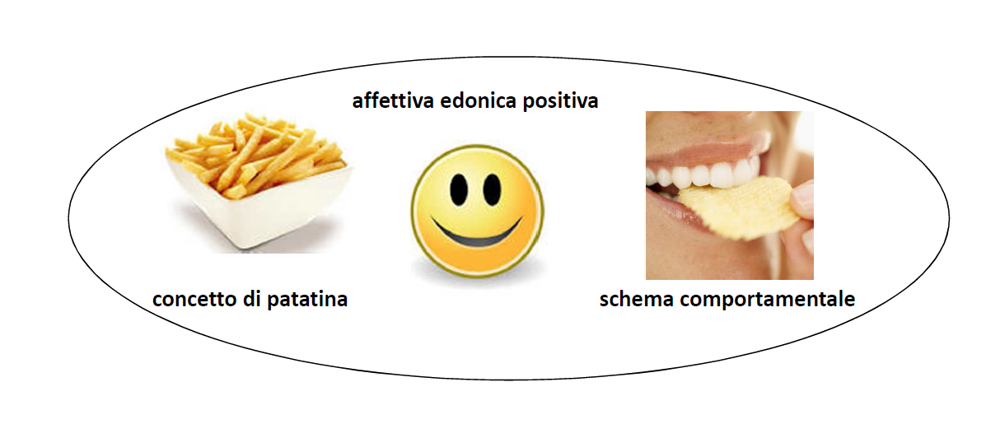 affettiva edonica positiva
concetto di patatina
schema comportamentale